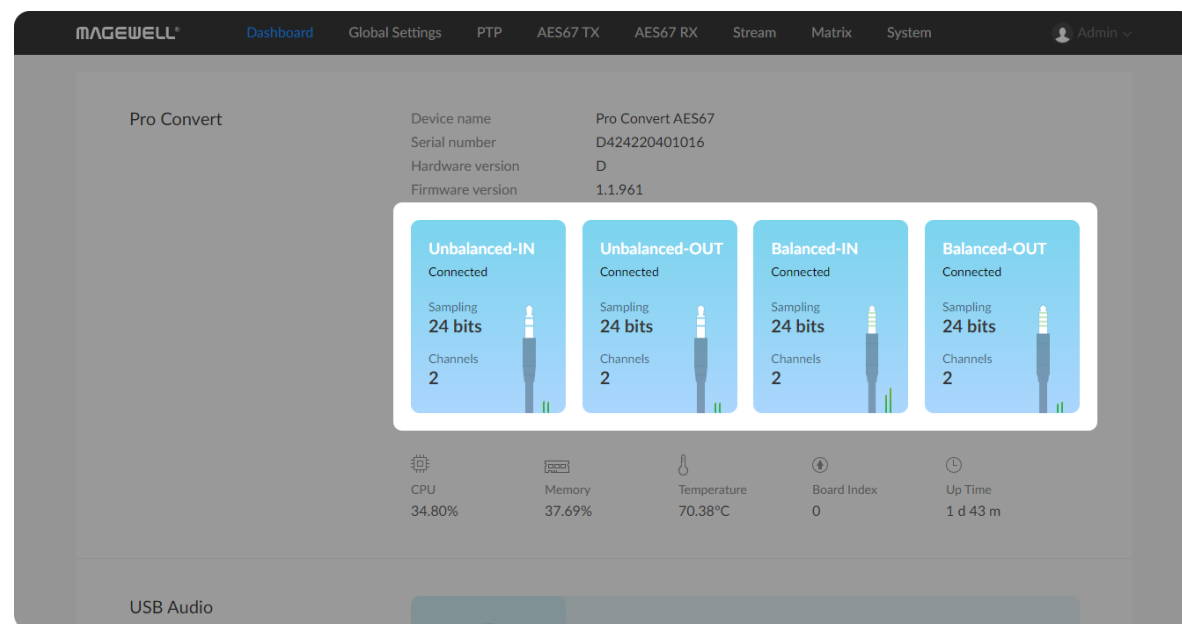 MAGEWELL®
Dashboard Global Settings PTP AES67 TX AES67 RX Stream Matrix System Admin
Pro Convert
Device name Pro Convert AES67
Serial number D424220401016
Hardware version D
Firmware version 1.1.961
Unbalanced-IN
Connected
Sampling
24 bits
Channels
2
Unbalanced-OUT
Connected
Sampling
24 bits
Channels
2
Balanced-IN
Connected
Sampling
24 bits
Channels
2
Balanced-OUT
Connected
Sampling
24 bits
Channels
2
CPU
34.80%
Memory
37.69%
Temperature
70.38°C
Board Index
0
Up Time
1 d 43 m
USB Audio